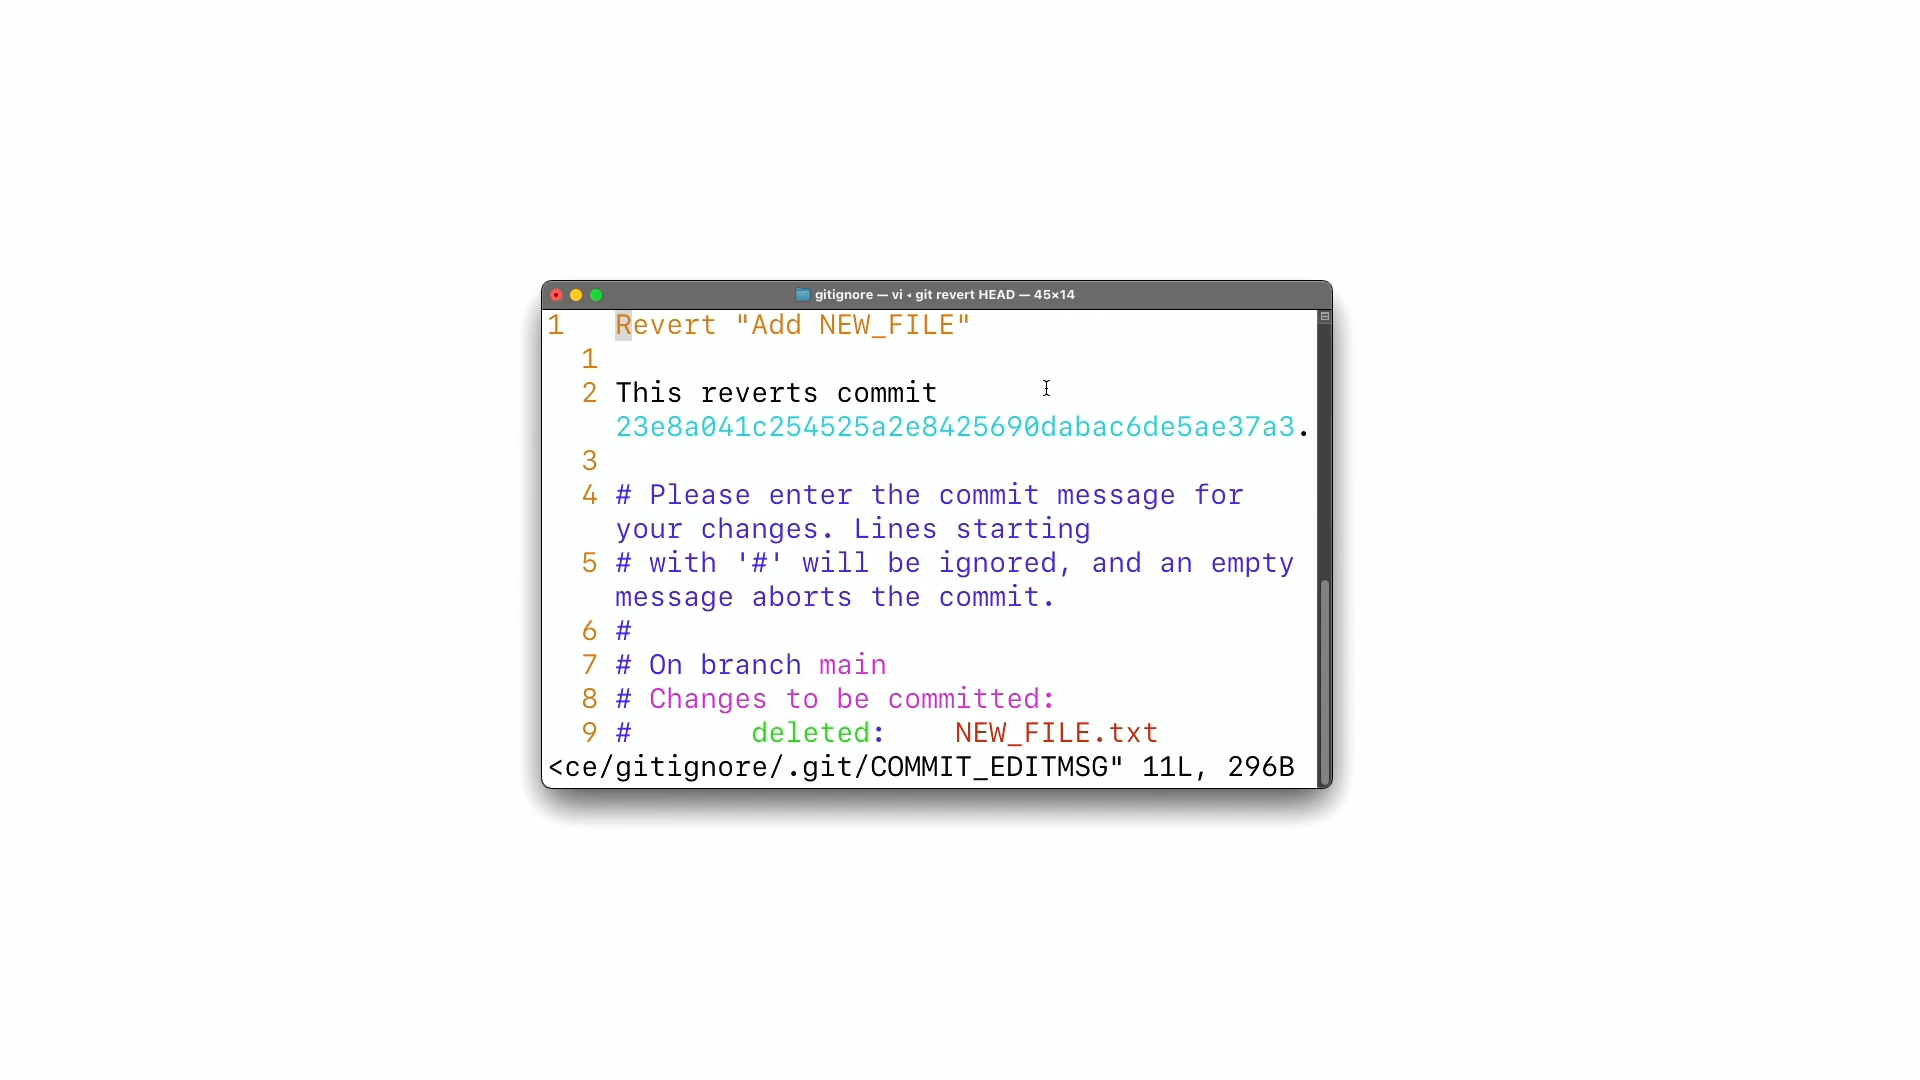 gitignore — vi ◂ git revert HEAD — 45×14
1 Revert "Add NEW_FILE"
1
2 This reverts commit
23e8a041c254525a2e8425690dabac6de5ae37a3.
3
4 # Please enter the commit message for
your changes. Lines starting
5 # with '#' will be ignored, and an empty
message aborts the commit.
6 #
7 # On branch main
8 # Changes to be committed:
9 # deleted: NEW_FILE.txt
<ce/gitignore/.git/COMMIT_EDITMSG" 11L, 296B